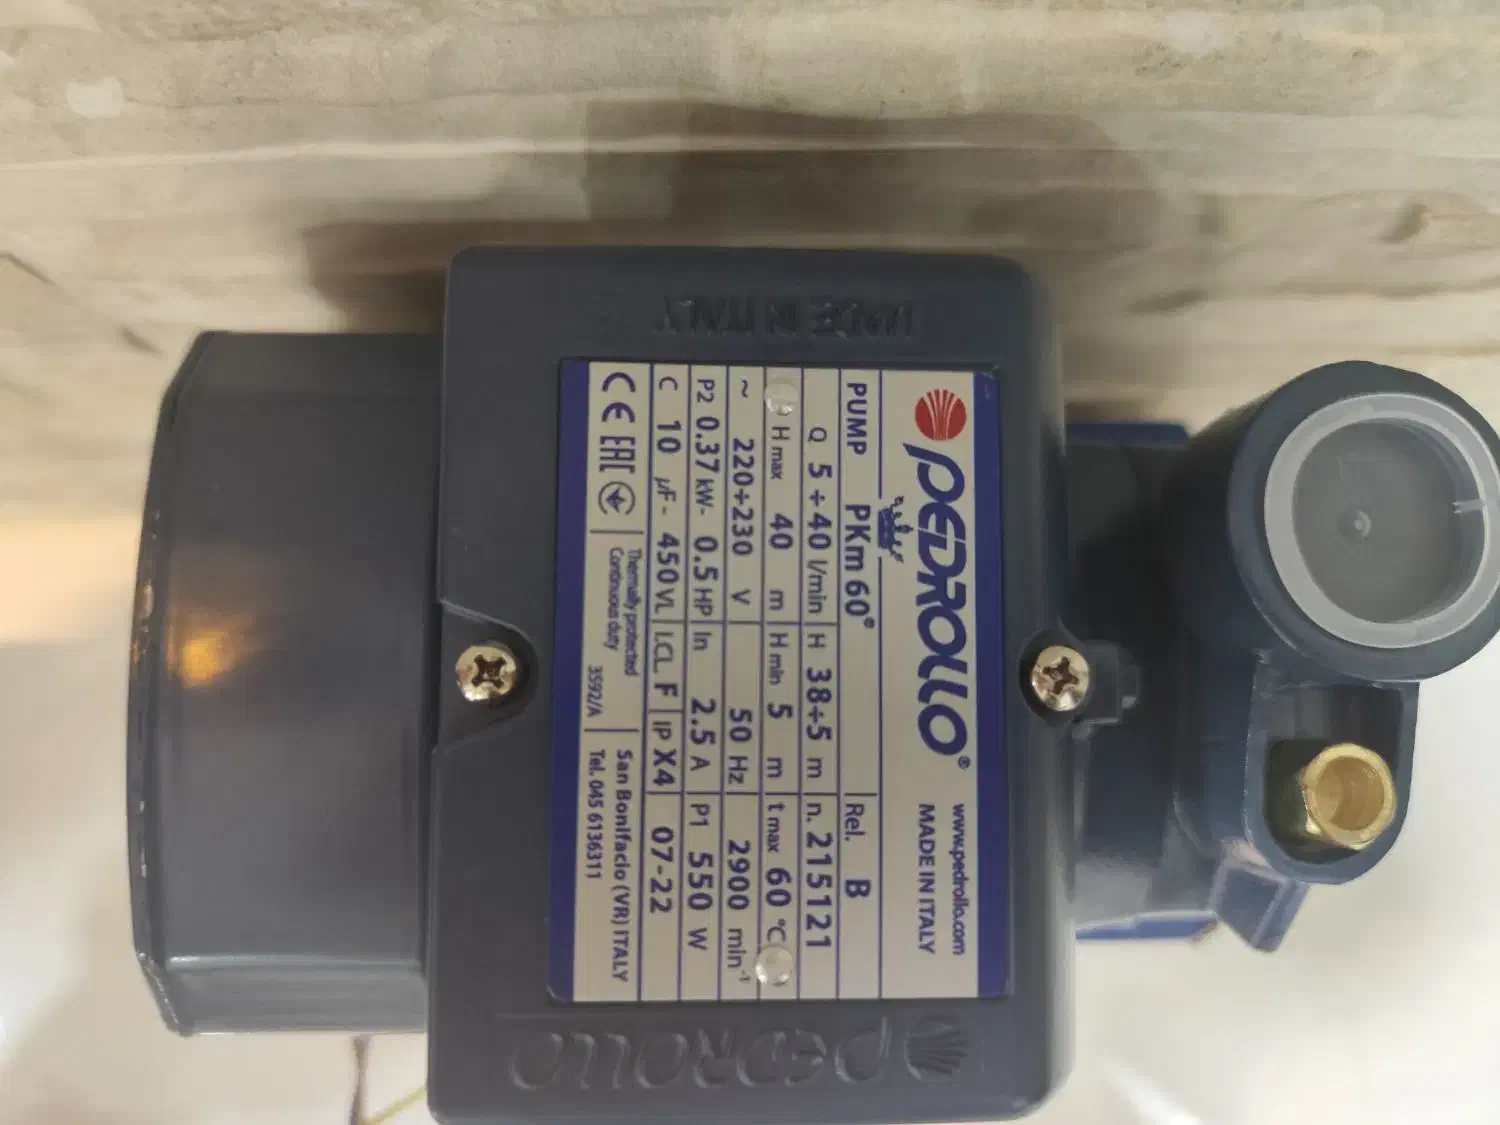 MADE IN ITALY
PEDROLLO®
www.pedrollo.com
MADE IN ITALY
PUMP PKm 60® Rel. B
Q 5÷40 l/min H 38÷5 m n. 215121
H max 40 m H min 5 m t max 60 °C
~ 220÷230 V 50 Hz 2900 min⁻¹
P2 0.37 kW- 0.5 HP In 2.5 A P1 550 W
C 10 µF- 450 VL I.CL F IP X4 07-22
CE EAC Thermally protected San Bonifacio (VR) ITALY
Continuous duty 3592/A Tel. 045 6136311
PEDROLLO